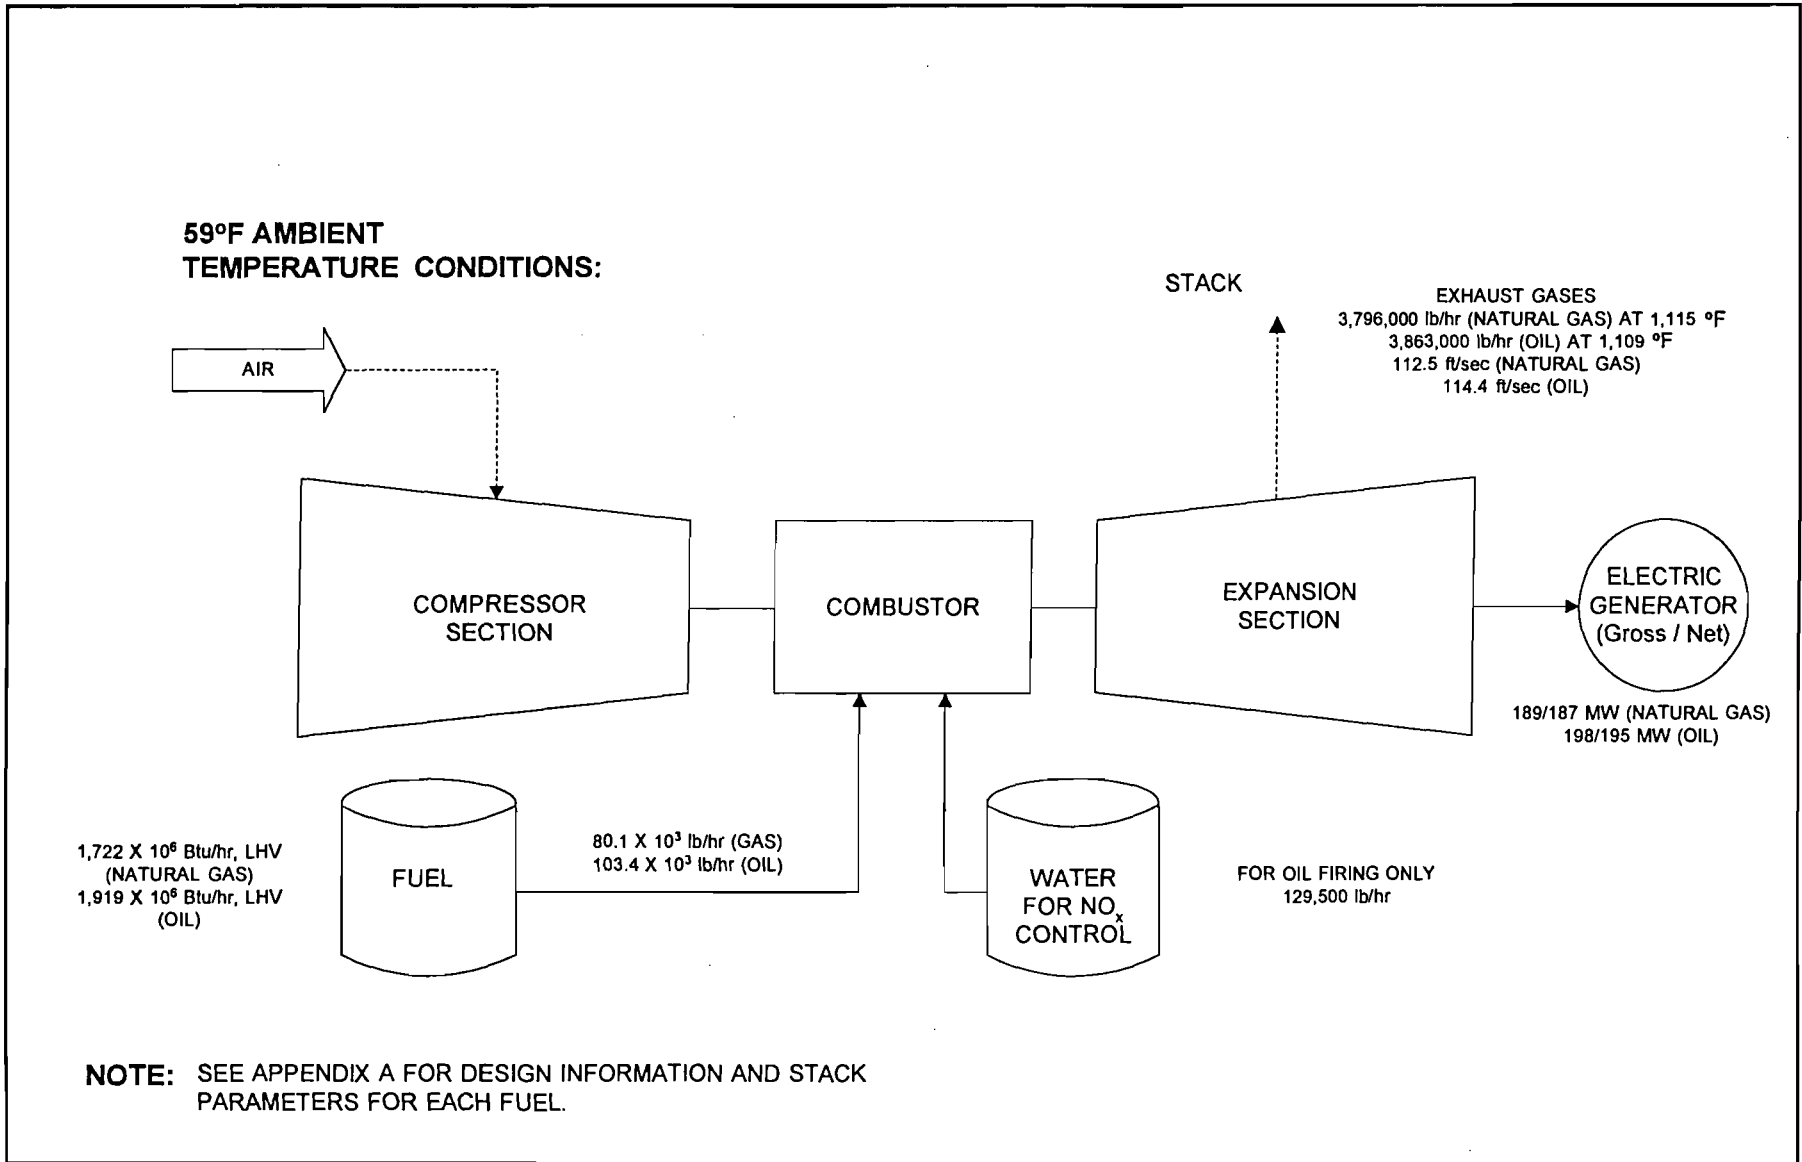 59ºF AMBIENT
TEMPERATURE CONDITIONS:
AIR
STACK
EXHAUST GASES
3,796,000 lb/hr (NATURAL GAS) AT 1,115 ºF
3,863,000 lb/hr (OIL) AT 1,109 ºF
112.5 ft/sec (NATURAL GAS)
114.4 ft/sec (OIL)
COMPRESSOR
SECTION
COMBUSTOR
EXPANSION
SECTION
ELECTRIC
GENERATOR
(Gross / Net)
189/187 MW (NATURAL GAS)
198/195 MW (OIL)
1,722 X 10⁶ Btu/hr, LHV
(NATURAL GAS)
1,919 X 10⁶ Btu/hr, LHV
(OIL)
FUEL
80.1 X 10³ lb/hr (GAS)
103.4 X 10³ lb/hr (OIL)
WATER
FOR NOₓ
CONTROL
FOR OIL FIRING ONLY
129,500 lb/hr
NOTE: SEE APPENDIX A FOR DESIGN INFORMATION AND STACK
PARAMETERS FOR EACH FUEL.